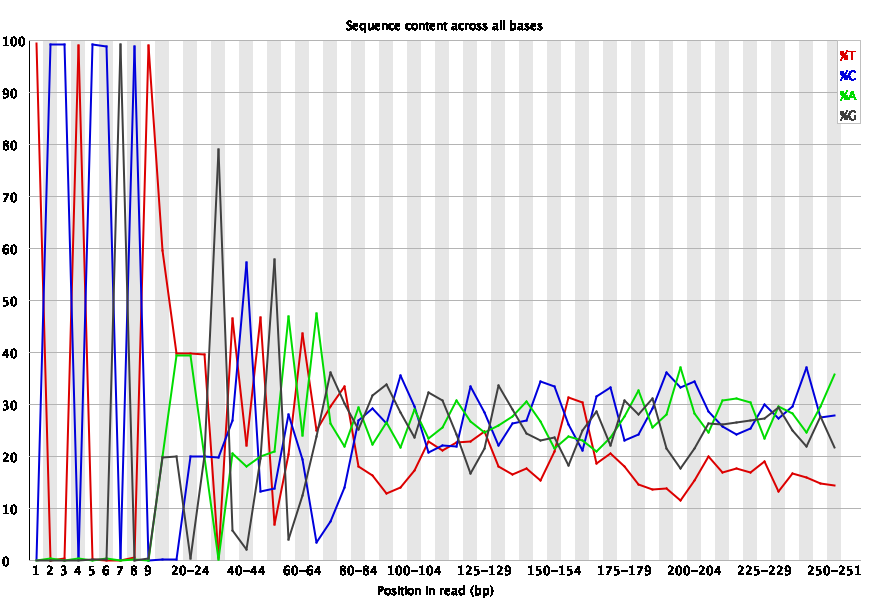 Sequence content across all bases
100
90
80
70
60
50
40
30
20
10
0
%T
%C
%A
%G
1 2 3 4 5 6 7 8 9 20-24 40-44 60-64 80-84 100-104 125-129 150-154 175-179 200-204 225-229 250-251
Position in read (bp)